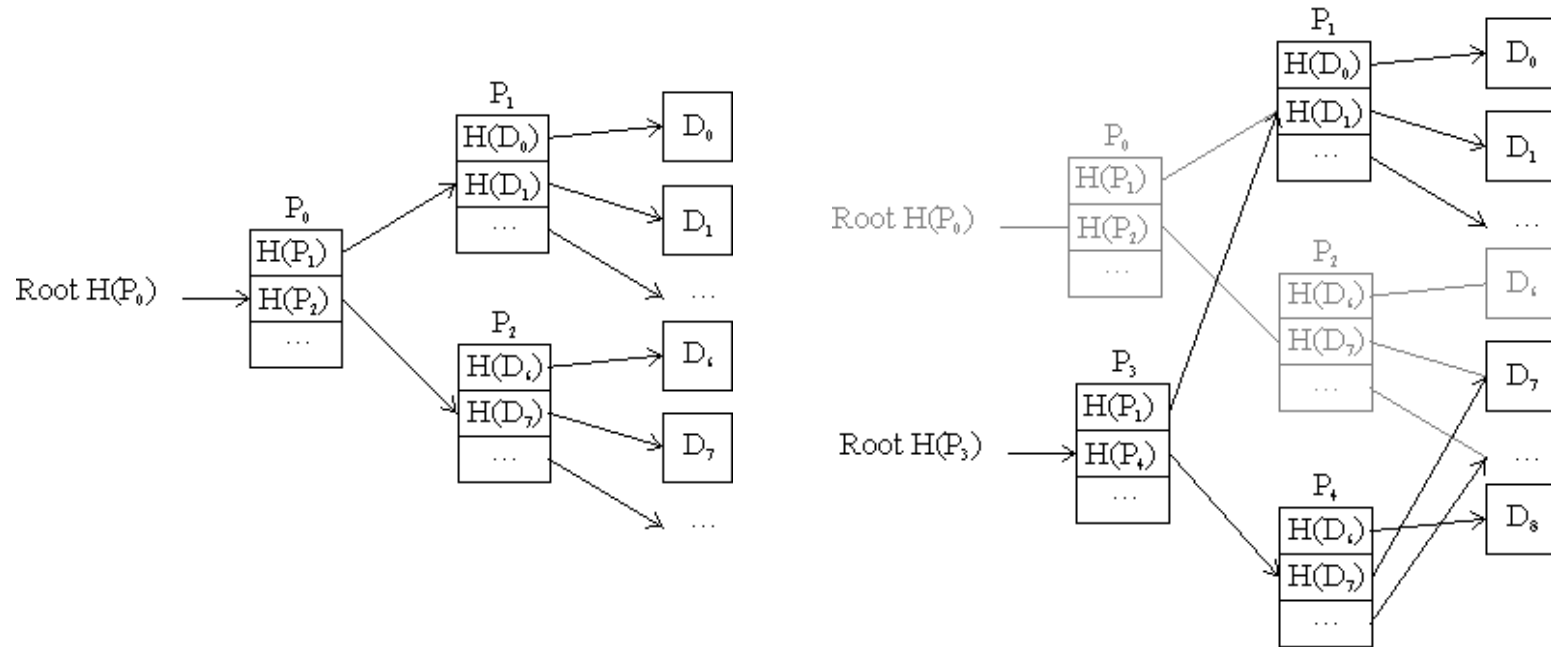 P₁
H(D₀)
H(D₁)
...
D₀
D₁
...
P₀
H(P₁)
H(P₂)
...
Root H(P₀)
P₂
H(D₆)
H(D₇)
...
D₆
D₇
...
P₁
H(D₀)
H(D₁)
...
D₀
D₁
...
P₀
H(P₁)
H(P₂)
...
Root H(P₀)
P₂
H(D₆)
H(D₇)
...
D₆
D₇
...
P₃
H(P₁)
H(P₄)
...
Root H(P₃)
P₄
H(D₆)
H(D₇)
...
D₈